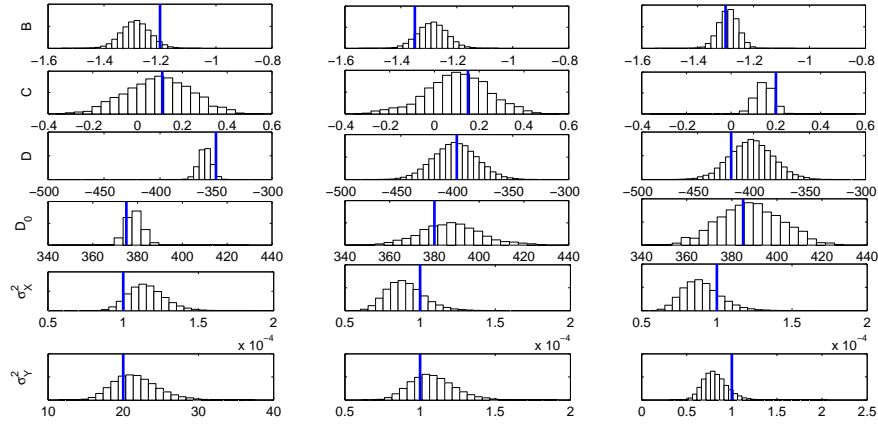 B
−1.6 −1.4 −1.2 −1 −0.8 −1.6 −1.4 −1.2 −1 −0.8 −1.6 −1.4 −1.2 −1 −0.8
C
−0.4 −0.2 0 0.2 0.4 0.6 −0.4 −0.2 0 0.2 0.4 0.6 −0.4 −0.2 0 0.2 0.4 0.6
D
−500 −450 −400 −350 −300 −500 −450 −400 −350 −300 −500 −450 −400 −350 −300
D₀
340 360 380 400 420 440 340 360 380 400 420 440 340 360 380 400 420 440
σ²X
0.5 1 1.5 2 0.5 1 1.5 2 0.5 1 1.5 2
x 10⁻⁴ x 10⁻⁴ x 10⁻⁴
σ²Y
10 20 30 40 0.5 1 1.5 2 0 0.5 1 1.5 2 2.5